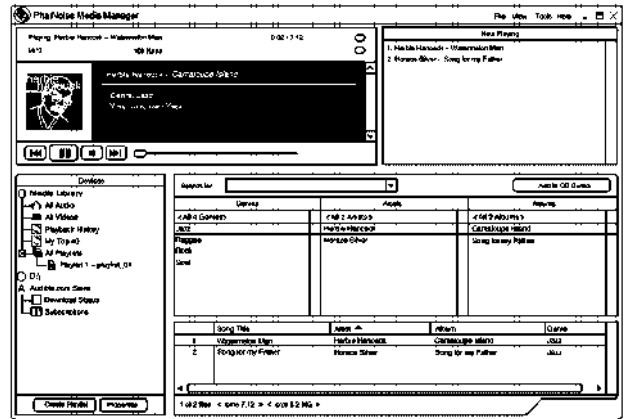 PhatNoise Media Manager
File View Tools Help
Playing: Herbie Hancock - Watermelon Man 0:02 / 7:12
MP3
Now Playing
1. Herbie Hancock - Watermelon Man
2. Horace Silver - Song for my Father
Herbie Hancock - Cantaloupe Island
Genre: Jazz
Devices
Media Library
All Audio
All Videos
Playback History
My Top 40
All Playlists
Playlist 1 - playlist_01
D:\
Audible.com Store
Download Status
Subscriptions
Create Playlist Properties
Search for
Add to CD Queue
Genres Artists Albums
<All 4 Genres> <All 2 Artists> <All 2 Albums>
Jazz Herbie Hancock Cantaloupe Island
Reggae Horace Silver Song for my Father
Rock
Soul
Song Title Artist Album Genre
1 Watermelon Man Herbie Hancock Cantaloupe Island Jazz
2 Song for my Father Horace Silver Song for my Father Jazz